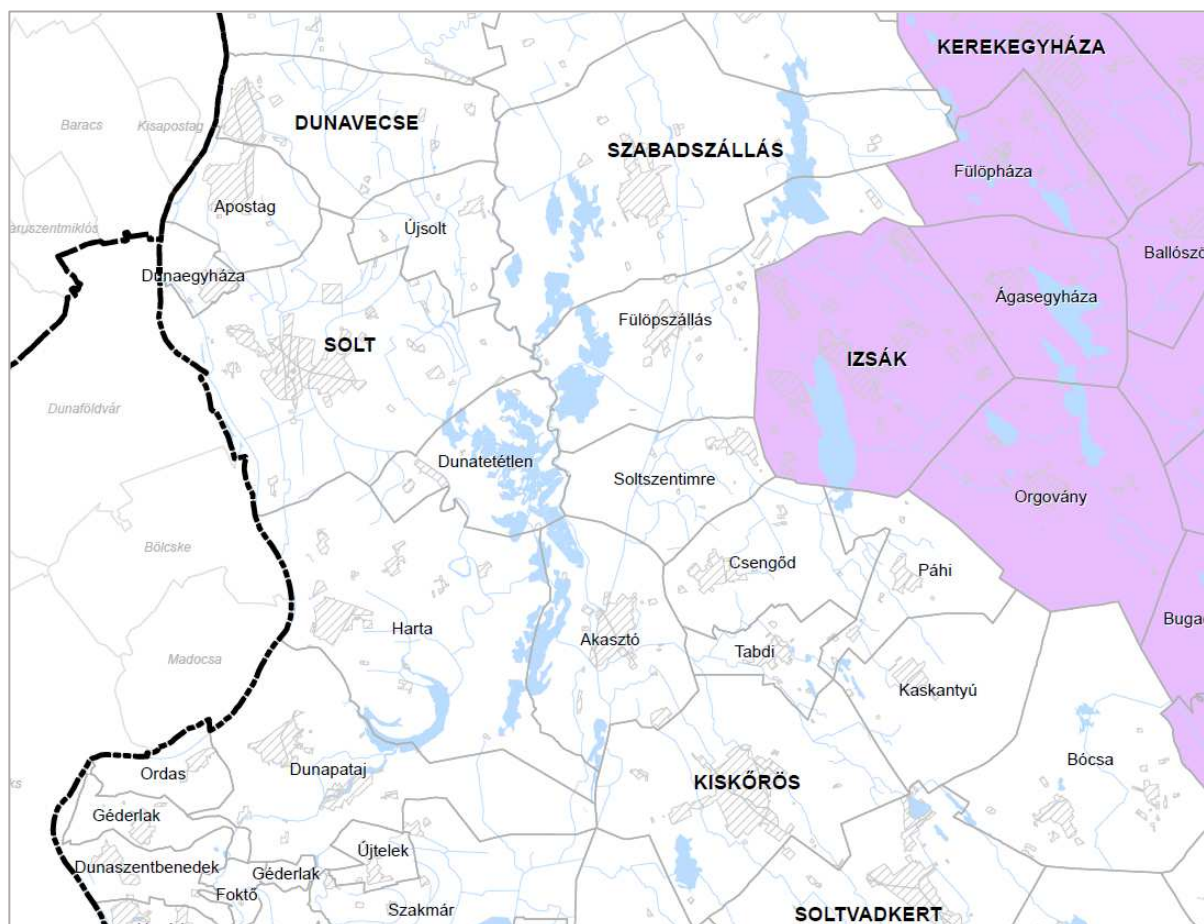 KEREKEGYHÁZA
Baracs
Kisapostag
DUNAVECSE
SZABADSZÁLLÁS
Fülöpháza
Apostag
Újsolt
Dunaegyháza
Ágasegyháza
Fülöpszállás
SOLT
IZSÁK
Dunaföldvár
Dunatetétlen
Soltszentimre
Orgovány
Bölcske
Csengőd
Páhi
Harta
Akasztó
Tabdi
Madocsa
Kaskantyú
Ordas
Dunapataj
KISKŐRÖS
Bócsa
Géderlak
Újtelek
Dunaszentbenedek
Géderlak
Foktő
Szakmár
SOLTVADKERT